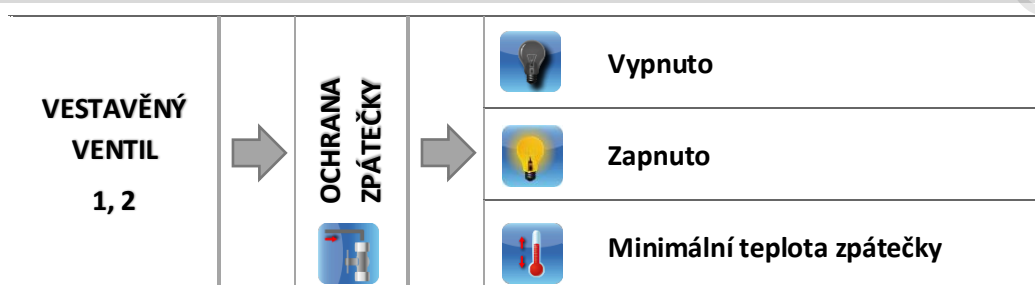 VESTAVĚNÝ
VENTIL
1, 2
OCHRANA
ZPÁTEČKY
Vypnuto
Zapnuto
Minimální teplota zpátečky